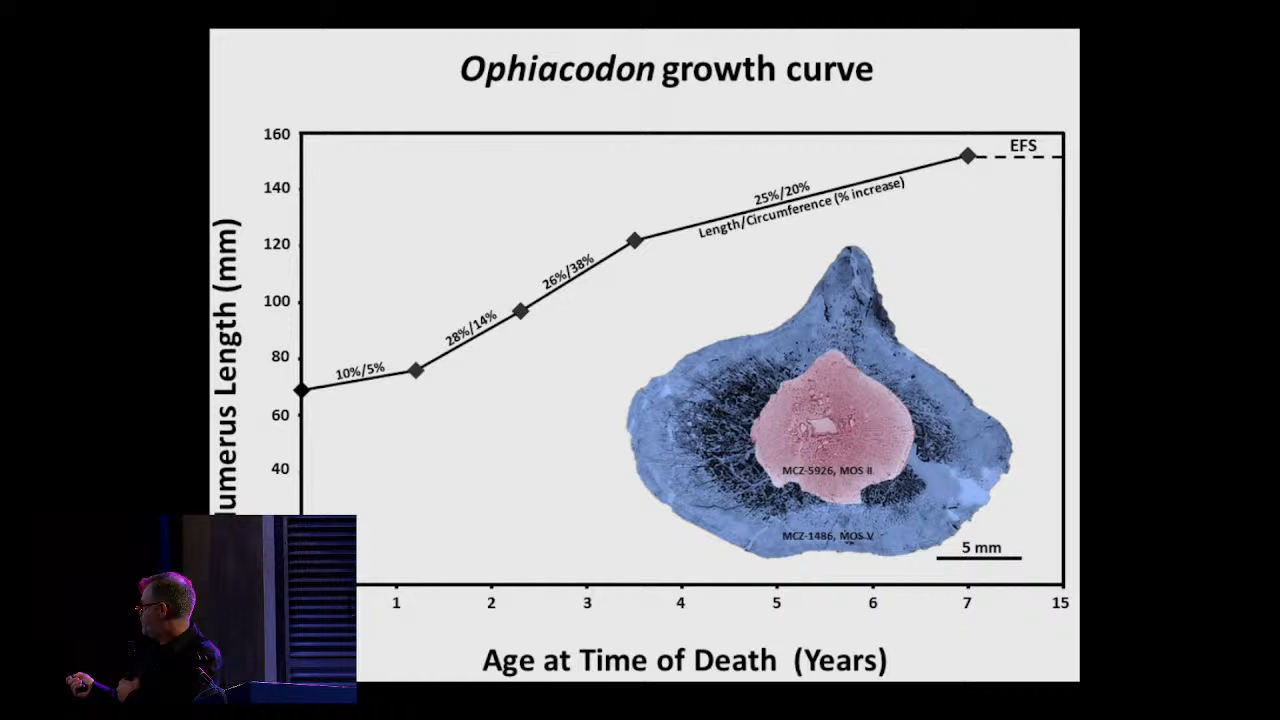 Ophiacodon growth curve
160
140
120
100
80
60
40
Humerus Length (mm)
10%/5%
28%/14%
26%/38%
25%/20%
Length/Circumference (% increase)
EFS
MCZ-5926, MOS II
MCZ-1486, MOS V
5 mm
1 2 3 4 5 6 7 15
Age at Time of Death (Years)